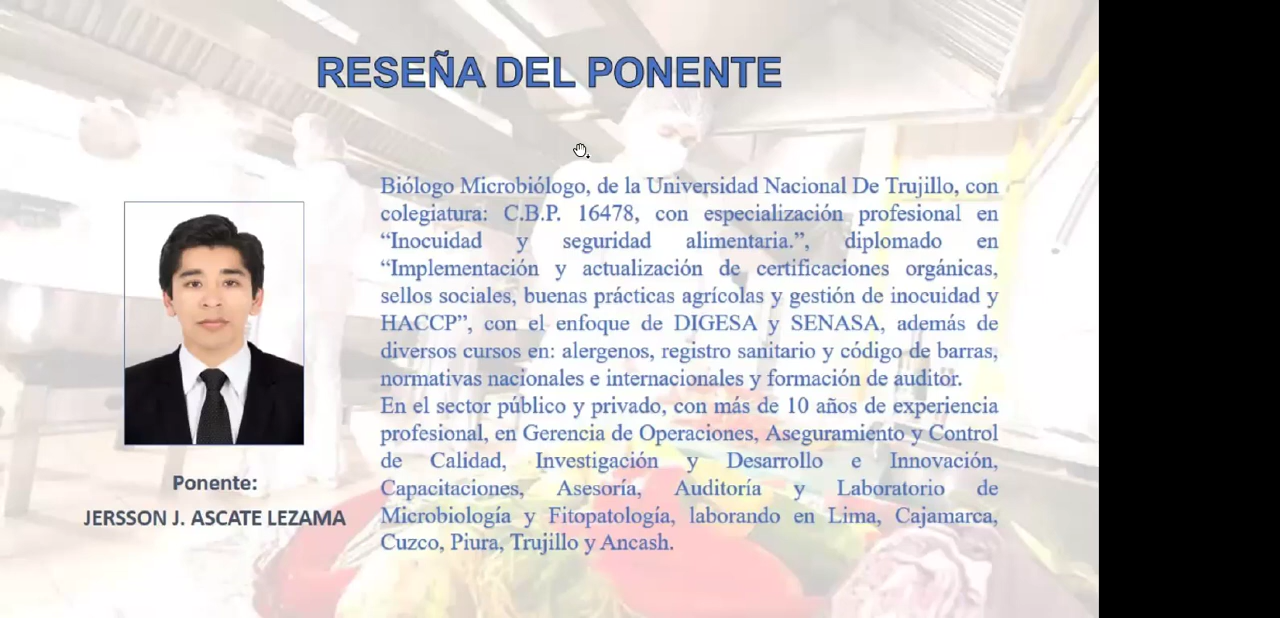 RESEÑA DEL PONENTE
Biólogo Microbiólogo, de la Universidad Nacional De Trujillo, con
colegiatura: C.B.P. 16478, con especialización profesional en
“Inocuidad y seguridad alimentaria.”, diplomado en
“Implementación y actualización de certificaciones orgánicas,
sellos sociales, buenas prácticas agrícolas y gestión de inocuidad y
HACCP”, con el enfoque de DIGESA y SENASA, además de
diversos cursos en: alergenos, registro sanitario y código de barras,
normativas nacionales e internacionales y formación de auditor.
En el sector público y privado, con más de 10 años de experiencia
profesional, en Gerencia de Operaciones, Aseguramiento y Control
de Calidad, Investigación y Desarrollo e Innovación,
Capacitaciones, Asesoría, Auditoría y Laboratorio de
Microbiología y Fitopatología, laborando en Lima, Cajamarca,
Cuzco, Piura, Trujillo y Ancash.
Ponente:
JERSSON J. ASCATE LEZAMA